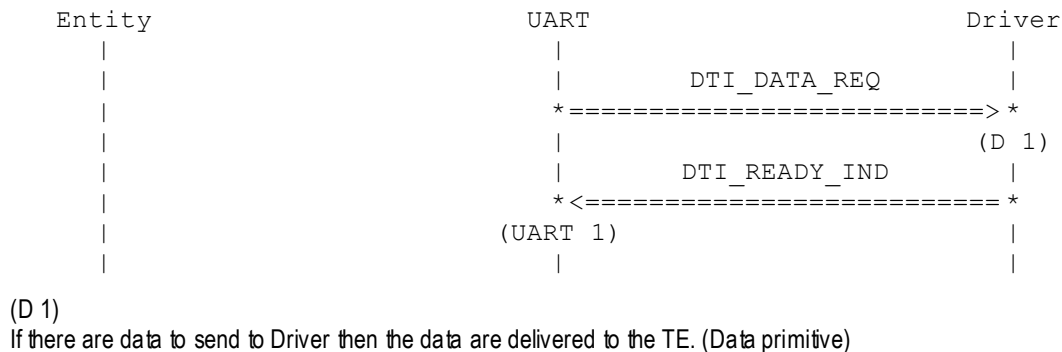 Entity UART Driver
| | |
| | DTI_DATA_REQ |
| *==========================> *
| | (D 1)
| | DTI_READY_IND |
| *<========================== *
| (UART 1) |
| | |
(D 1)
If there are data to send to Driver then the data are delivered to the TE. (Data primitive)